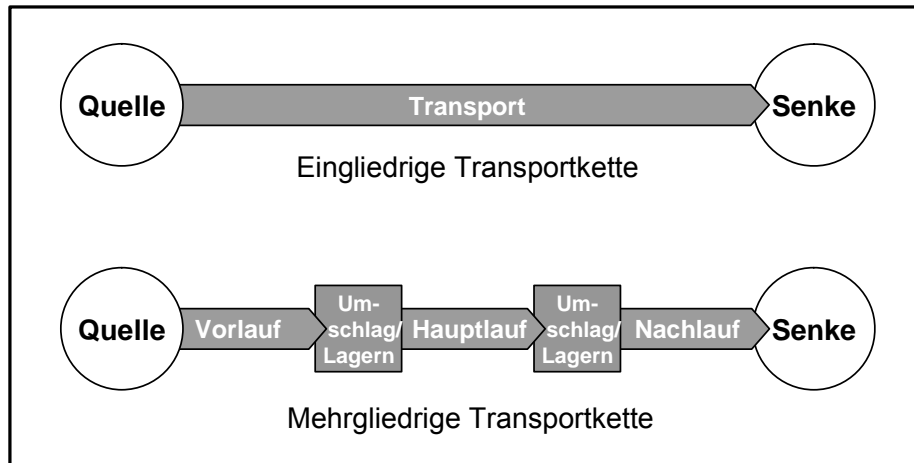 Quelle Transport Senke
Eingliedrige Transportkette
Quelle Vorlauf Um-
schlag/
Lagern Hauptlauf Um-
schlag/
Lagern Nachlauf Senke
Mehrgliedrige Transportkette